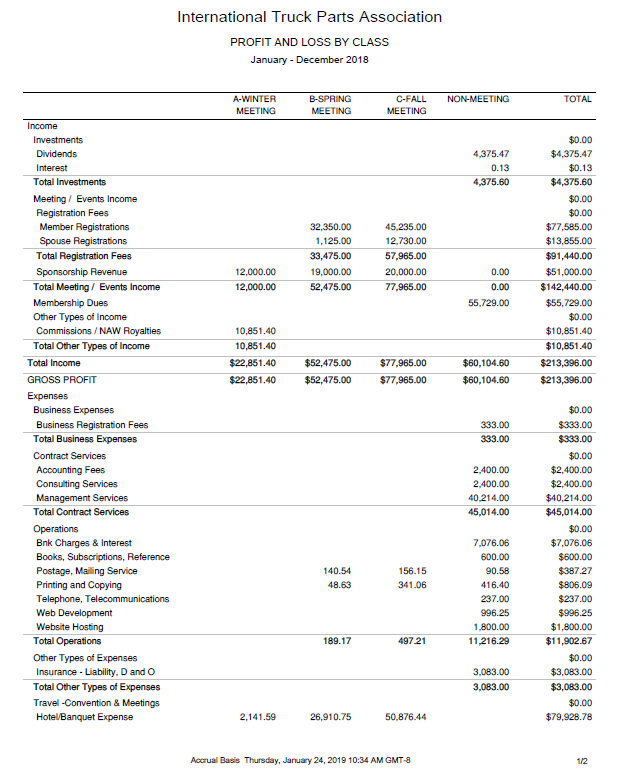 International Truck Parts Association
PROFIT AND LOSS BY CLASS
January - December 2018
A-WINTER MEETING B-SPRING MEETING C-FALL MEETING NON-MEETING TOTAL
Income
Investments $0.00
Dividends 4,375.47 $4,375.47
Interest 0.13 $0.13
Total Investments 4,375.60 $4,375.60
Meeting / Events Income $0.00
Registration Fees $0.00
Member Registrations 32,350.00 45,235.00 $77,585.00
Spouse Registrations 1,125.00 12,730.00 $13,855.00
Total Registration Fees 33,475.00 57,965.00 $91,440.00
Sponsorship Revenue 12,000.00 19,000.00 20,000.00 0.00 $51,000.00
Total Meeting / Events Income 12,000.00 52,475.00 77,965.00 0.00 $142,440.00
Membership Dues 55,729.00 $55,729.00
Other Types of Income $0.00
Commissions / NAW Royalties 10,851.40 $10,851.40
Total Other Types of Income 10,851.40 $10,851.40
Total Income $22,851.40 $52,475.00 $77,965.00 $60,104.60 $213,396.00
GROSS PROFIT $22,851.40 $52,475.00 $77,965.00 $60,104.60 $213,396.00
Expenses
Business Expenses $0.00
Business Registration Fees 333.00 $333.00
Total Business Expenses 333.00 $333.00
Contract Services $0.00
Accounting Fees 2,400.00 $2,400.00
Consulting Services 2,400.00 $2,400.00
Management Services 40,214.00 $40,214.00
Total Contract Services 45,014.00 $45,014.00
Operations $0.00
Bnk Charges & Interest 7,076.06 $7,076.06
Books, Subscriptions, Reference 600.00 $600.00
Postage, Mailing Service 140.54 156.15 90.58 $387.27
Printing and Copying 48.63 341.06 416.40 $806.09
Telephone, Telecommunications 237.00 $237.00
Web Development 996.25 $996.25
Website Hosting 1,800.00 $1,800.00
Total Operations 189.17 497.21 11,216.29 $11,902.67
Other Types of Expenses $0.00
Insurance - Liability, D and O 3,083.00 $3,083.00
Total Other Types of Expenses 3,083.00 $3,083.00
Travel -Convention & Meetings $0.00
Hotel/Banquet Expense 2,141.59 26,910.75 50,876.44 $79,928.78
Accrual Basis Thursday, January 24, 2019 10:34 AM GMT-8 1/2